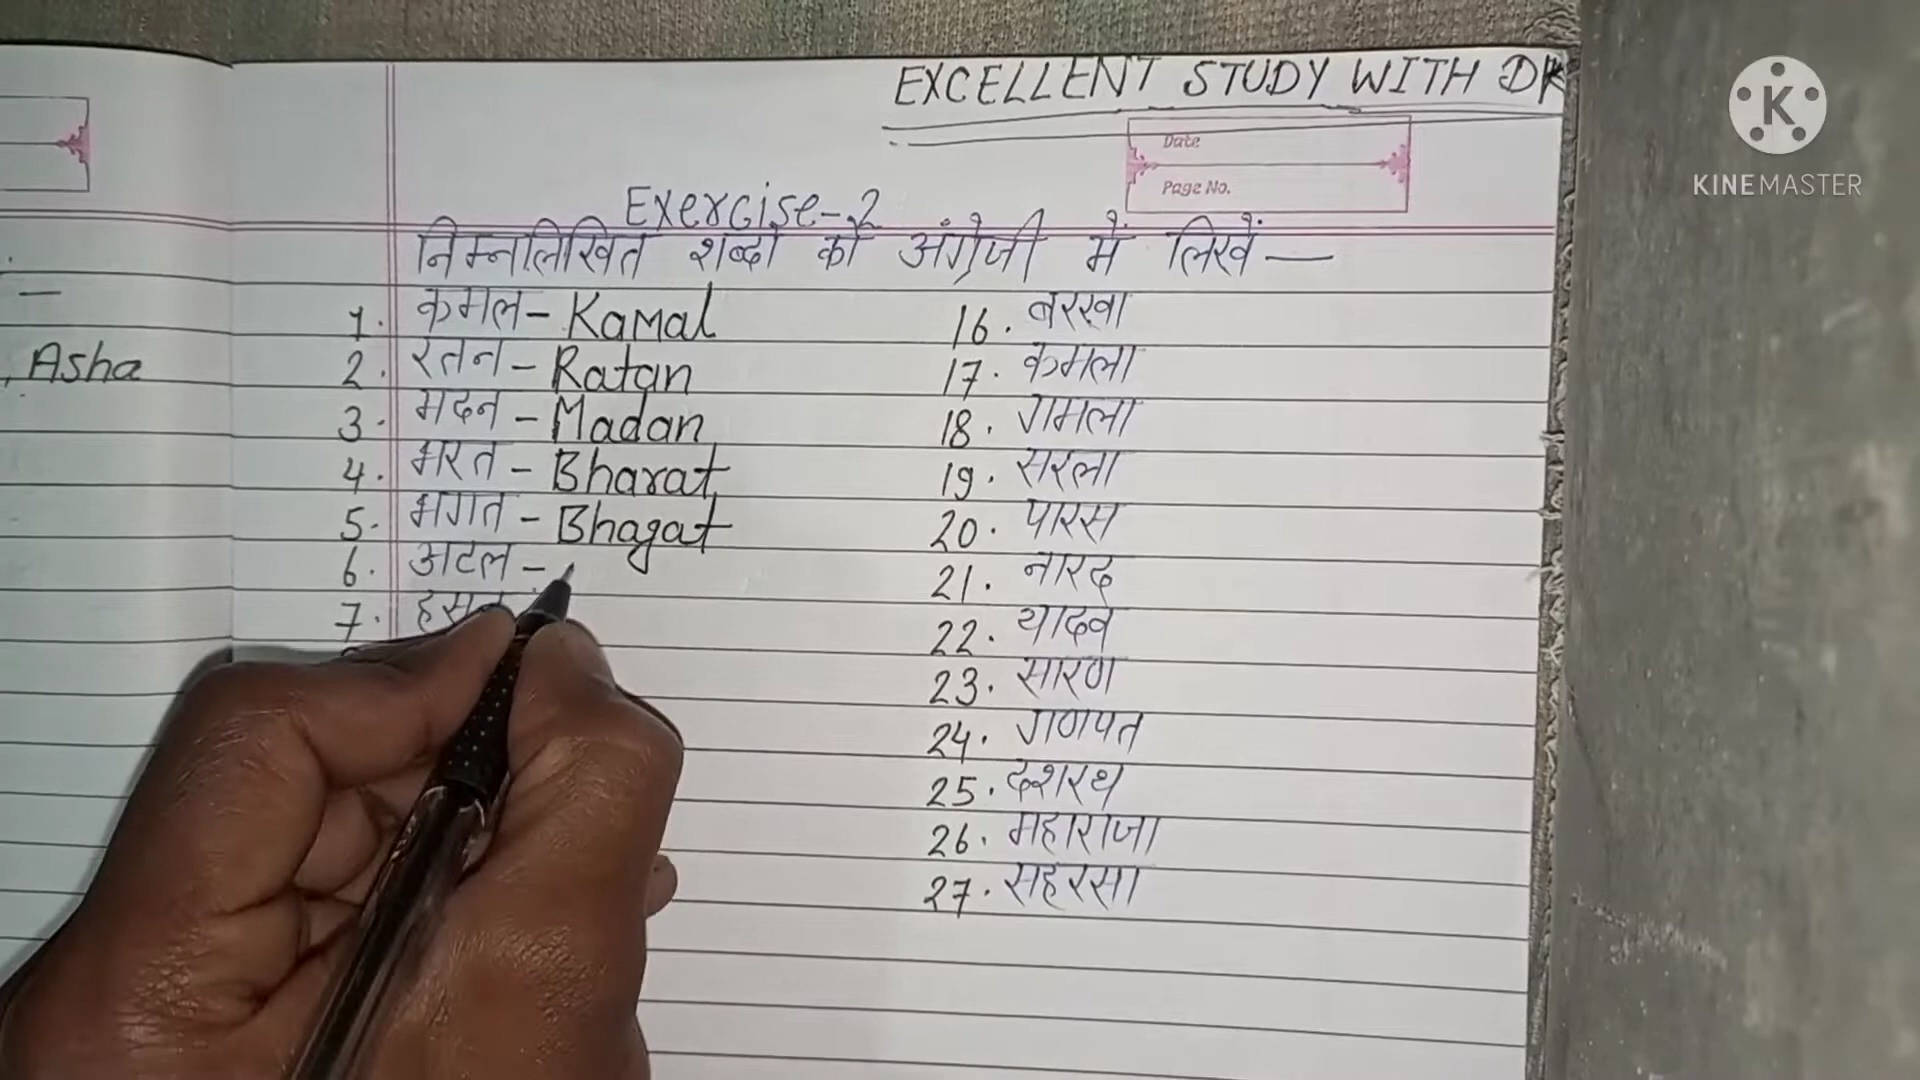 EXCELLENT STUDY WITH DK
K
KINEMASTER
Date
Page No.
Exercise-2
निम्नलिखित शब्दों को अंग्रेजी में लिखें —
1. कमल - Kamal
2. रतन - Ratan
3. मदन - Madan
4. भरत - Bharat
5. भगत - Bhagat
6. अटल -
7. हसन
, Asha
16. बरखा
17. कमला
18. गमला
19. सरला
20. पारस
21. नारद
22. यादव
23. सारण
24. गणपत
25. दशरथ
26. महाराजा
27. सहरसा